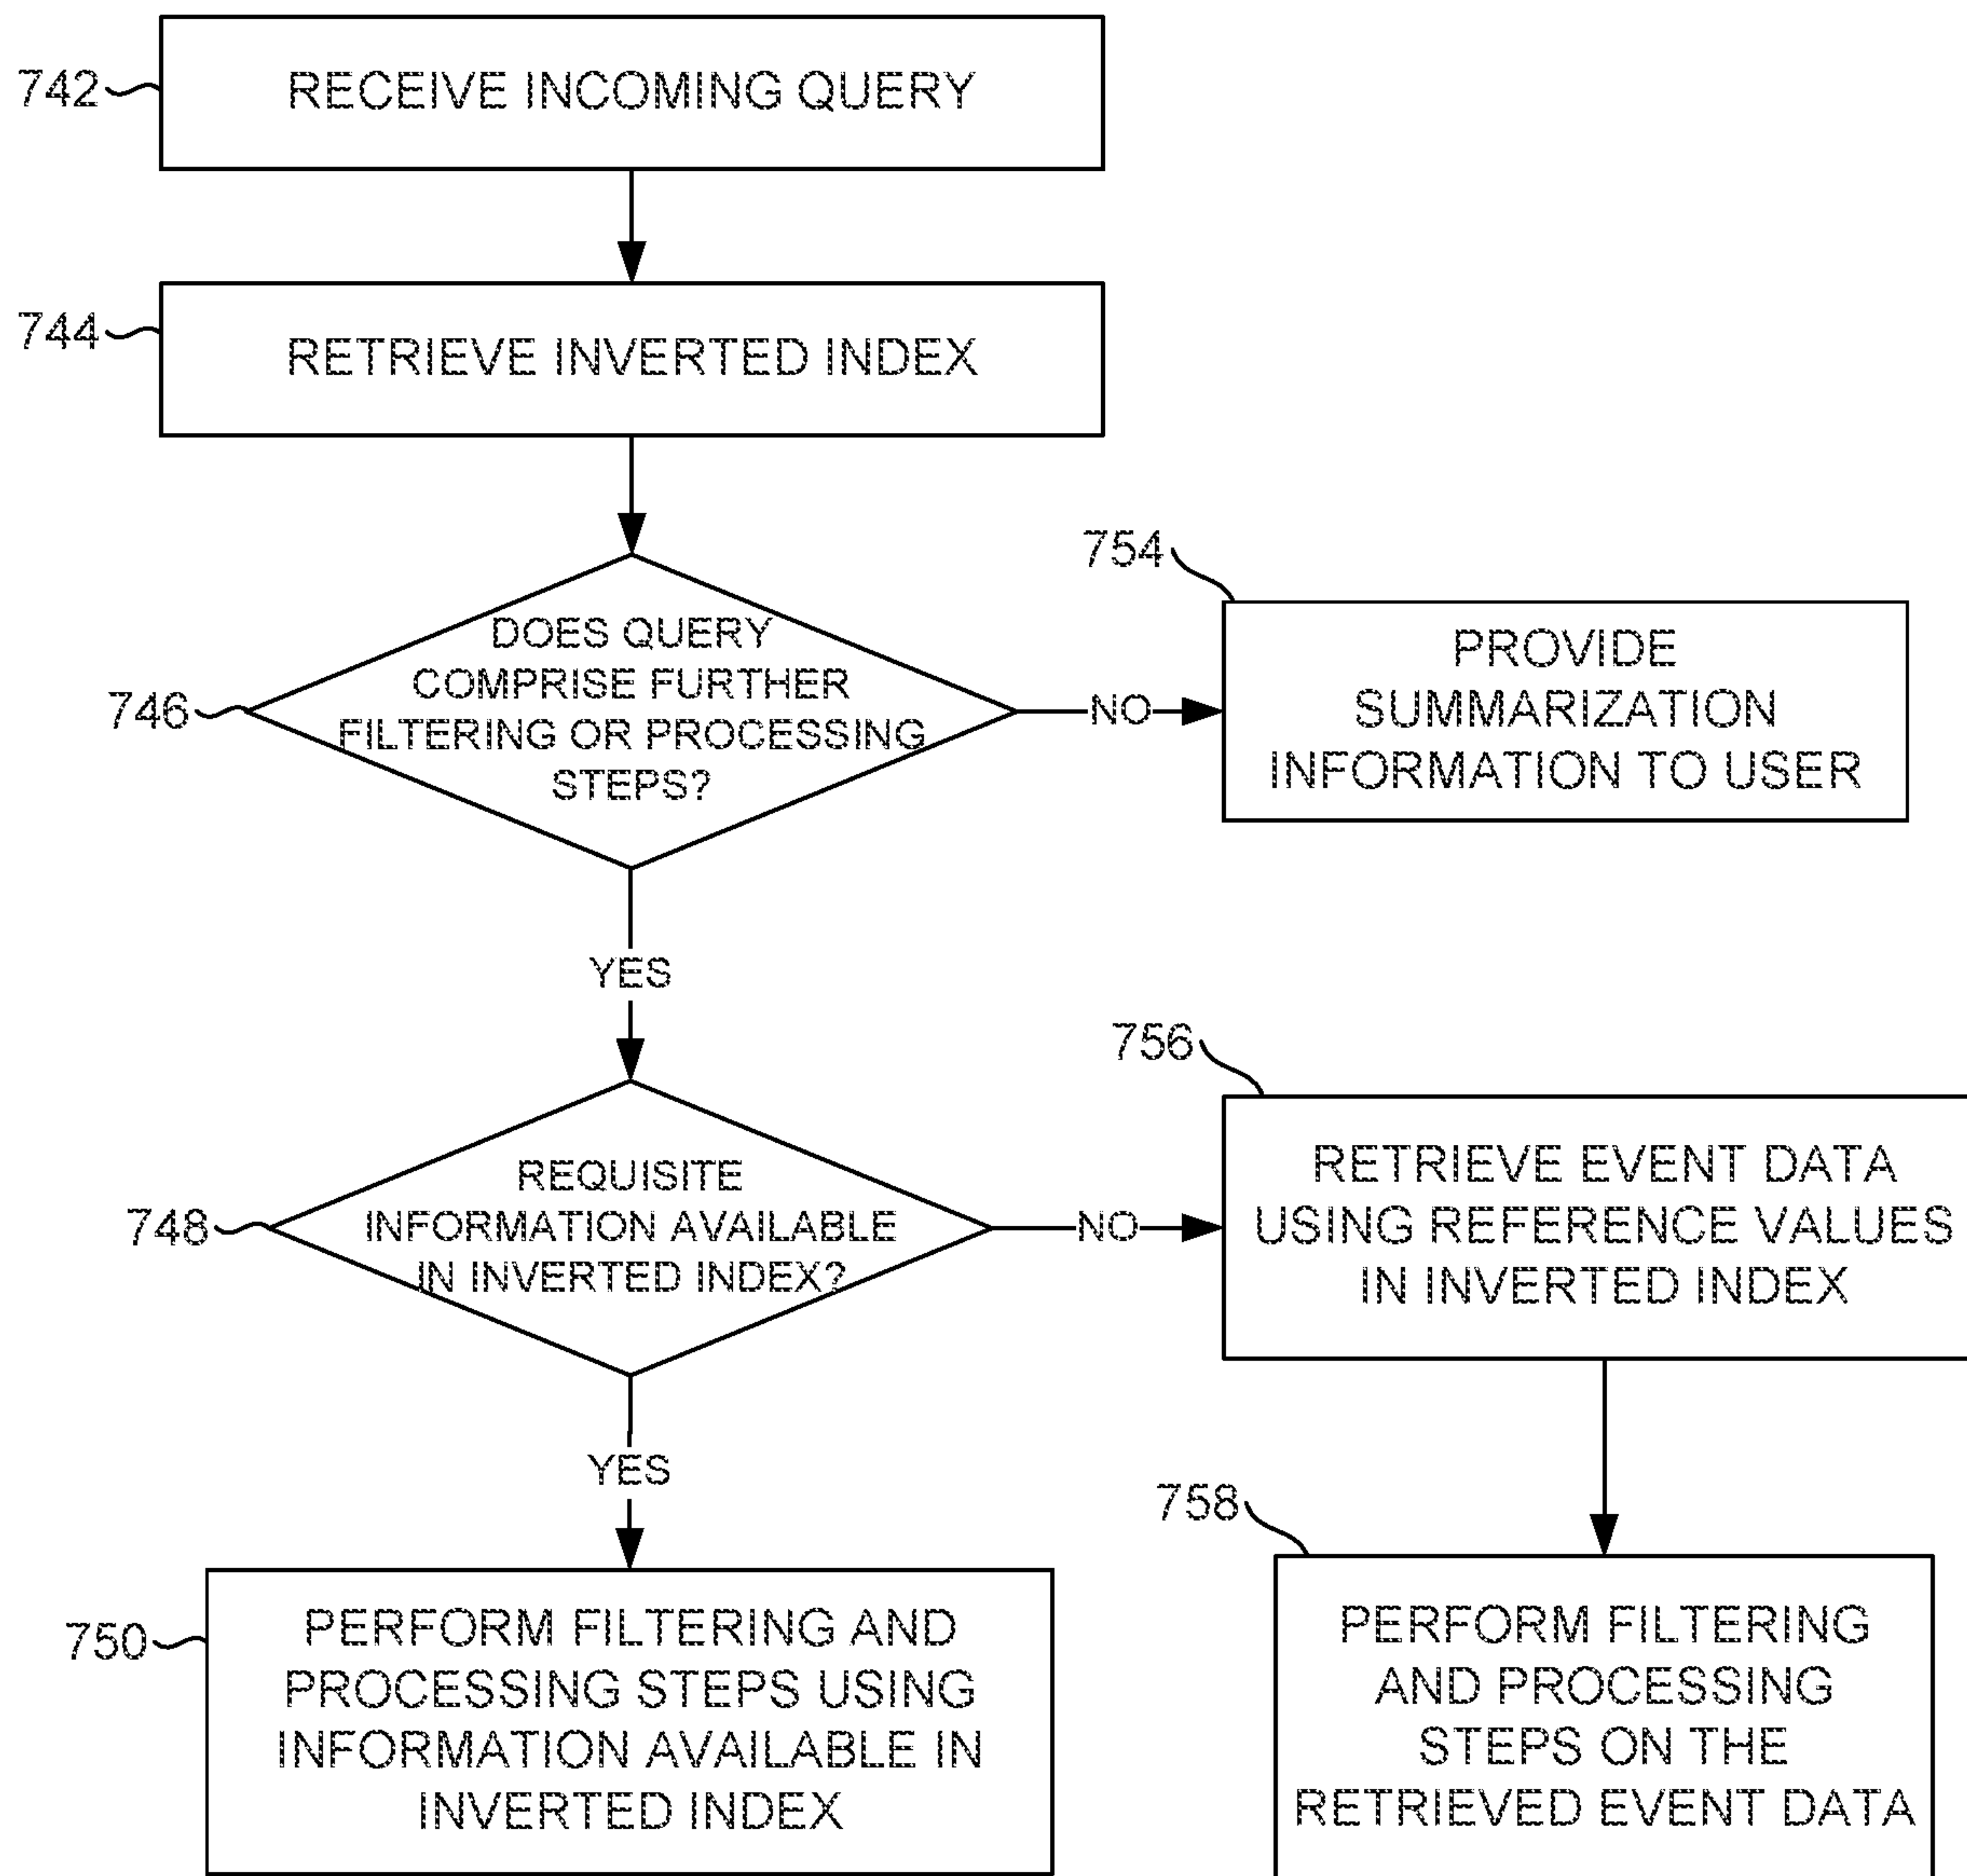 742
RECEIVE INCOMING QUERY
744
RETRIEVE INVERTED INDEX
746
DOES QUERY
COMPRISE FURTHER
FILTERING OR PROCESSING
STEPS?
NO
754
PROVIDE
SUMMARIZATION
INFORMATION TO USER
YES
748
REQUISITE
INFORMATION AVAILABLE
IN INVERTED INDEX?
NO
756
RETRIEVE EVENT DATA
USING REFERENCE VALUES
IN INVERTED INDEX
YES
750
PERFORM FILTERING AND
PROCESSING STEPS USING
INFORMATION AVAILABLE IN
INVERTED INDEX
758
PERFORM FILTERING
AND PROCESSING
STEPS ON THE
RETRIEVED EVENT DATA